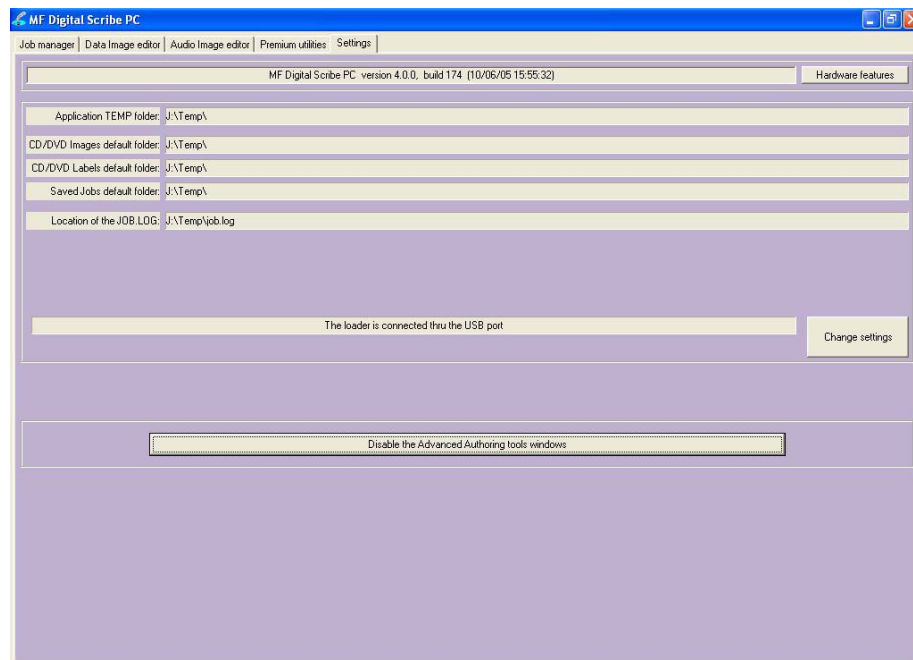 MF Digital Scribe PC
Job manager Data Image editor Audio Image editor Premium utilities Settings
MF Digital Scribe PC version 4.0.0, build 174 (10/06/05 15:55:32) Hardware features
Application TEMP folder: J:\Temp\
CD/DVD Images default folder: J:\Temp\
CD/DVD Labels default folder: J:\Temp\
Saved Jobs default folder: J:\Temp\
Location of the JOB.LOG: J:\Temp\job.log
The loader is connected thru the USB port
Change settings
Disable the Advanced Authoring tools windows